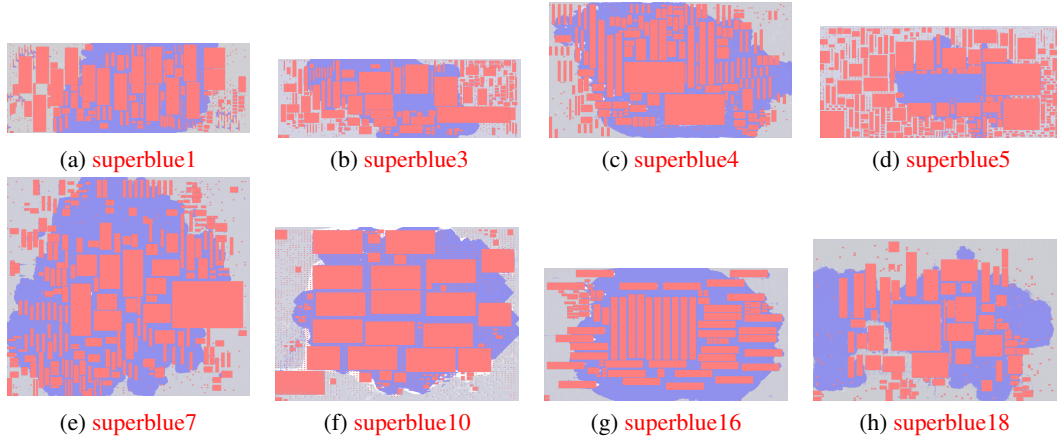 (a) superblue1
(b) superblue3
(c) superblue4
(d) superblue5
(e) superblue7
(f) superblue10
(g) superblue16
(h) superblue18